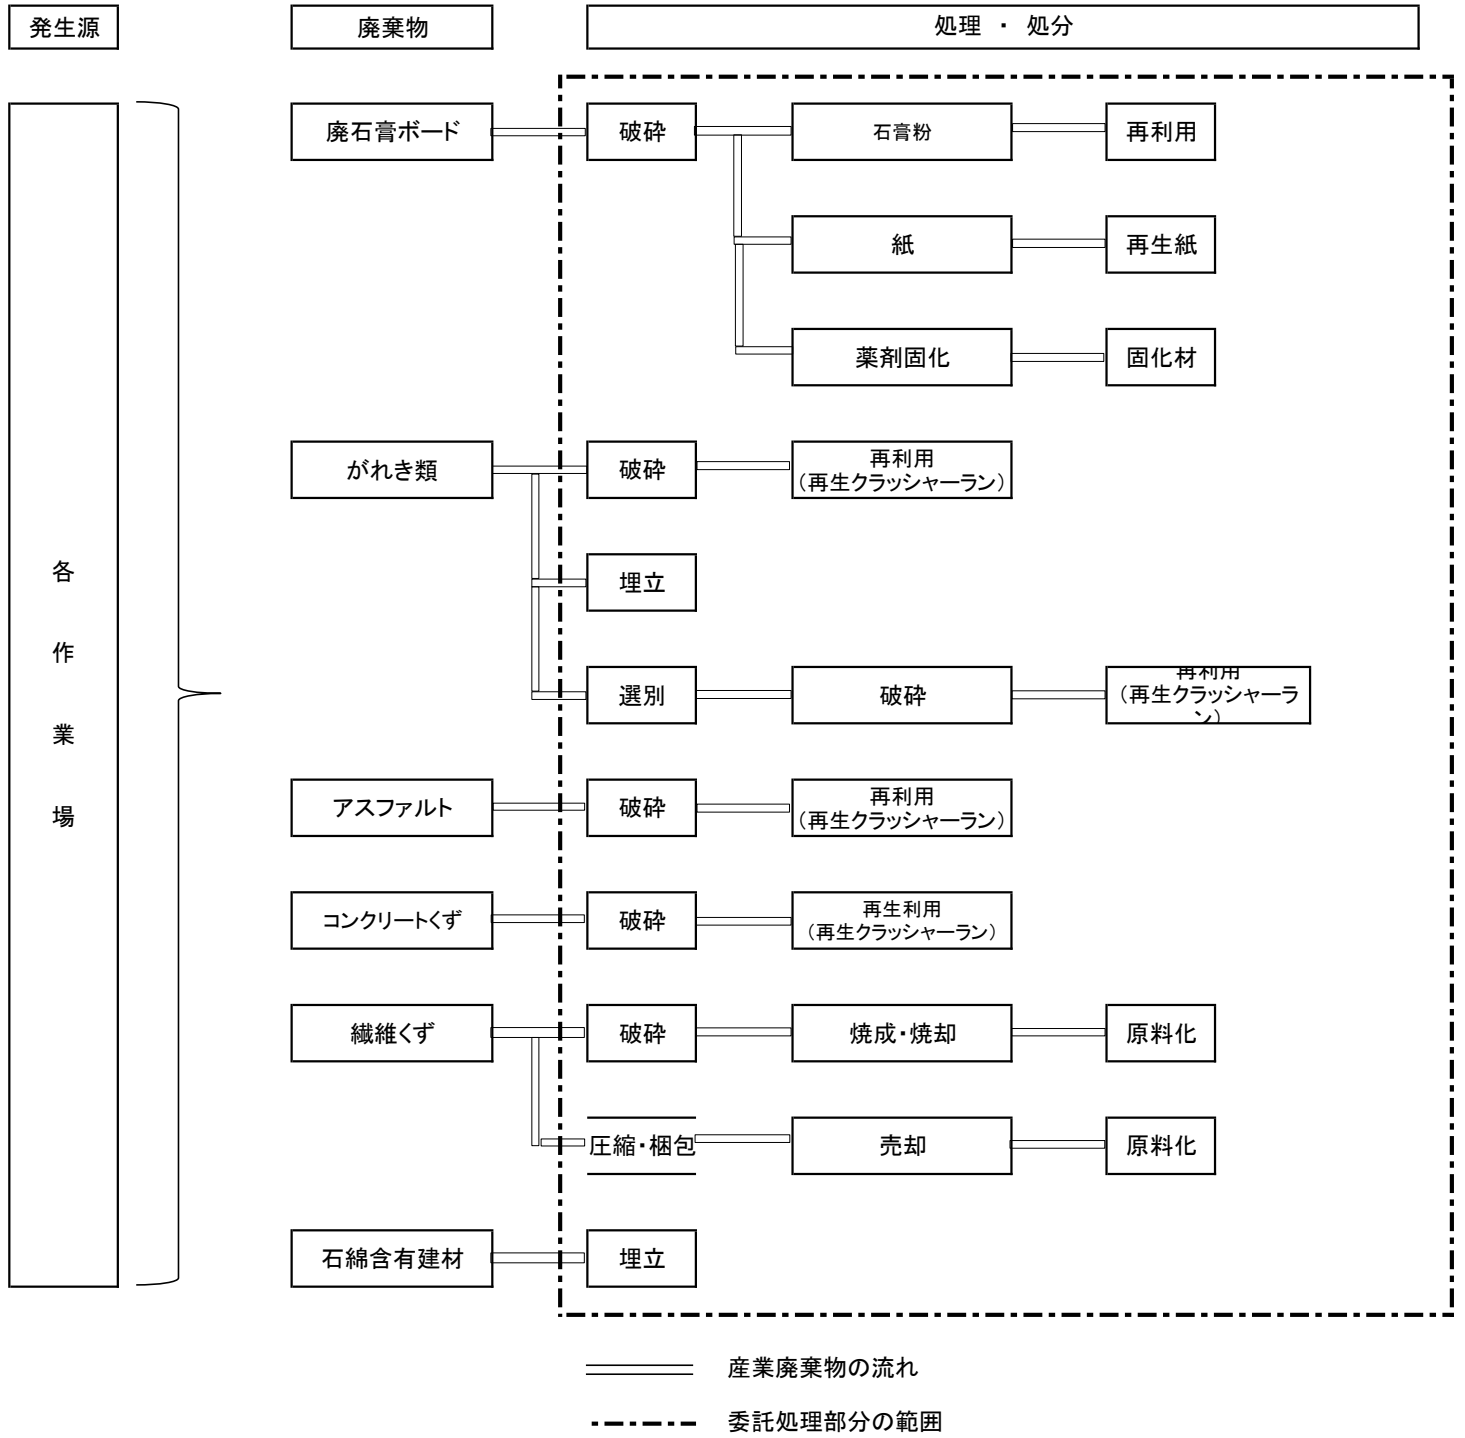 発生源
廃棄物
処理 ・ 処分
各
作
業
場
廃石膏ボード
破砕
石膏粉
再利用
紙
再生紙
薬剤固化
固化材
がれき類
破砕
再利用
（再生クラッシャーラン）
埋立
選別
破砕
再利用
（再生クラッシャーラ
ン）
アスファルト
破砕
再利用
（再生クラッシャーラン）
コンクリートくず
破砕
再生利用
（再生クラッシャーラン）
繊維くず
破砕
焼成・焼却
原料化
圧縮・梱包
売却
原料化
石綿含有建材
埋立
産業廃棄物の流れ
委託処理部分の範囲